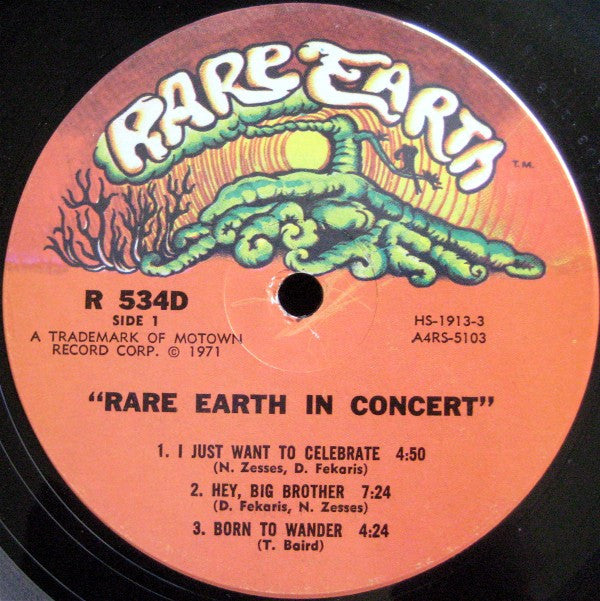 RARE EARTH
T.M.
R 534D
SIDE 1
A TRADEMARK OF MOTOWN
RECORD CORP. © 1971
HS-1913-3
A4RS-5103
"RARE EARTH IN CONCERT"
1. I JUST WANT TO CELEBRATE 4:50
(N. Zesses, D. Fekaris)
2. HEY, BIG BROTHER 7:24
(D. Fekaris, N. Zesses)
3. BORN TO WANDER 4:24
(T. Baird)